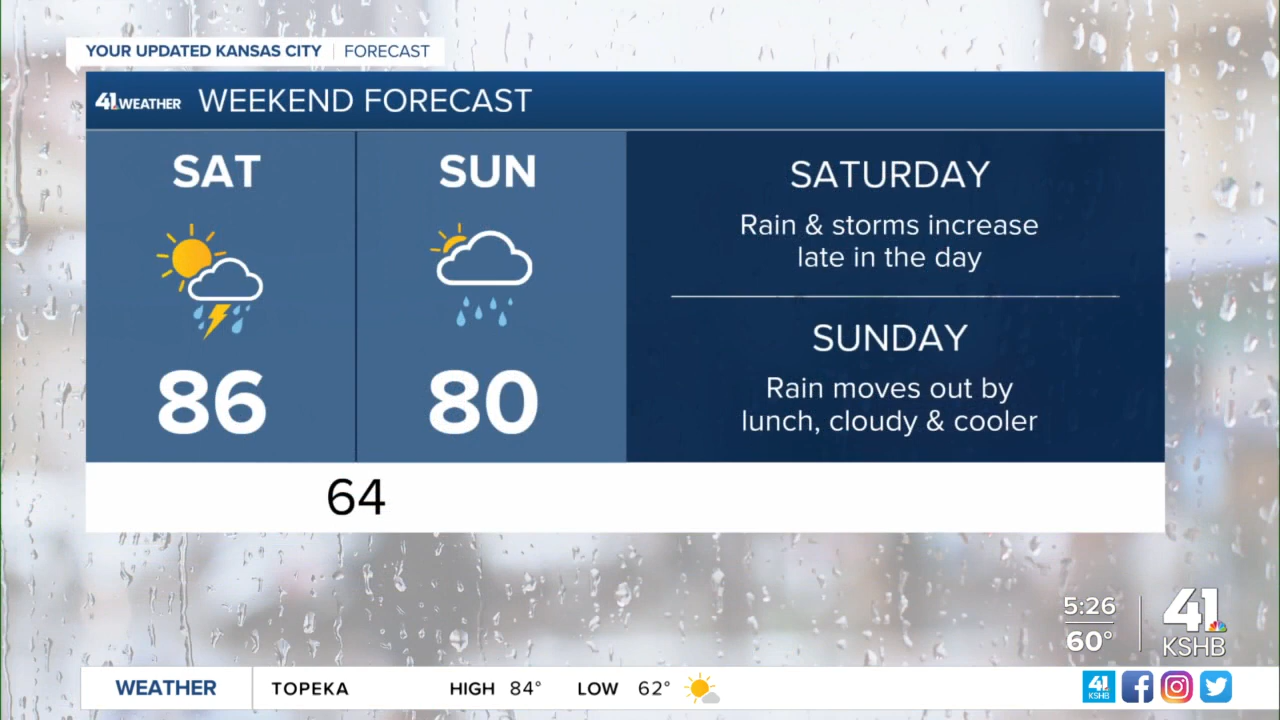 YOUR UPDATED KANSAS CITY | FORECAST
41 WEATHER WEEKEND FORECAST
SAT
SUN
86
80
64
SATURDAY
Rain & storms increase
late in the day
SUNDAY
Rain moves out by
lunch, cloudy & cooler
5:26
60°
41
KSHB
WEATHER
TOPEKA HIGH 84° LOW 62°
41
KSHB